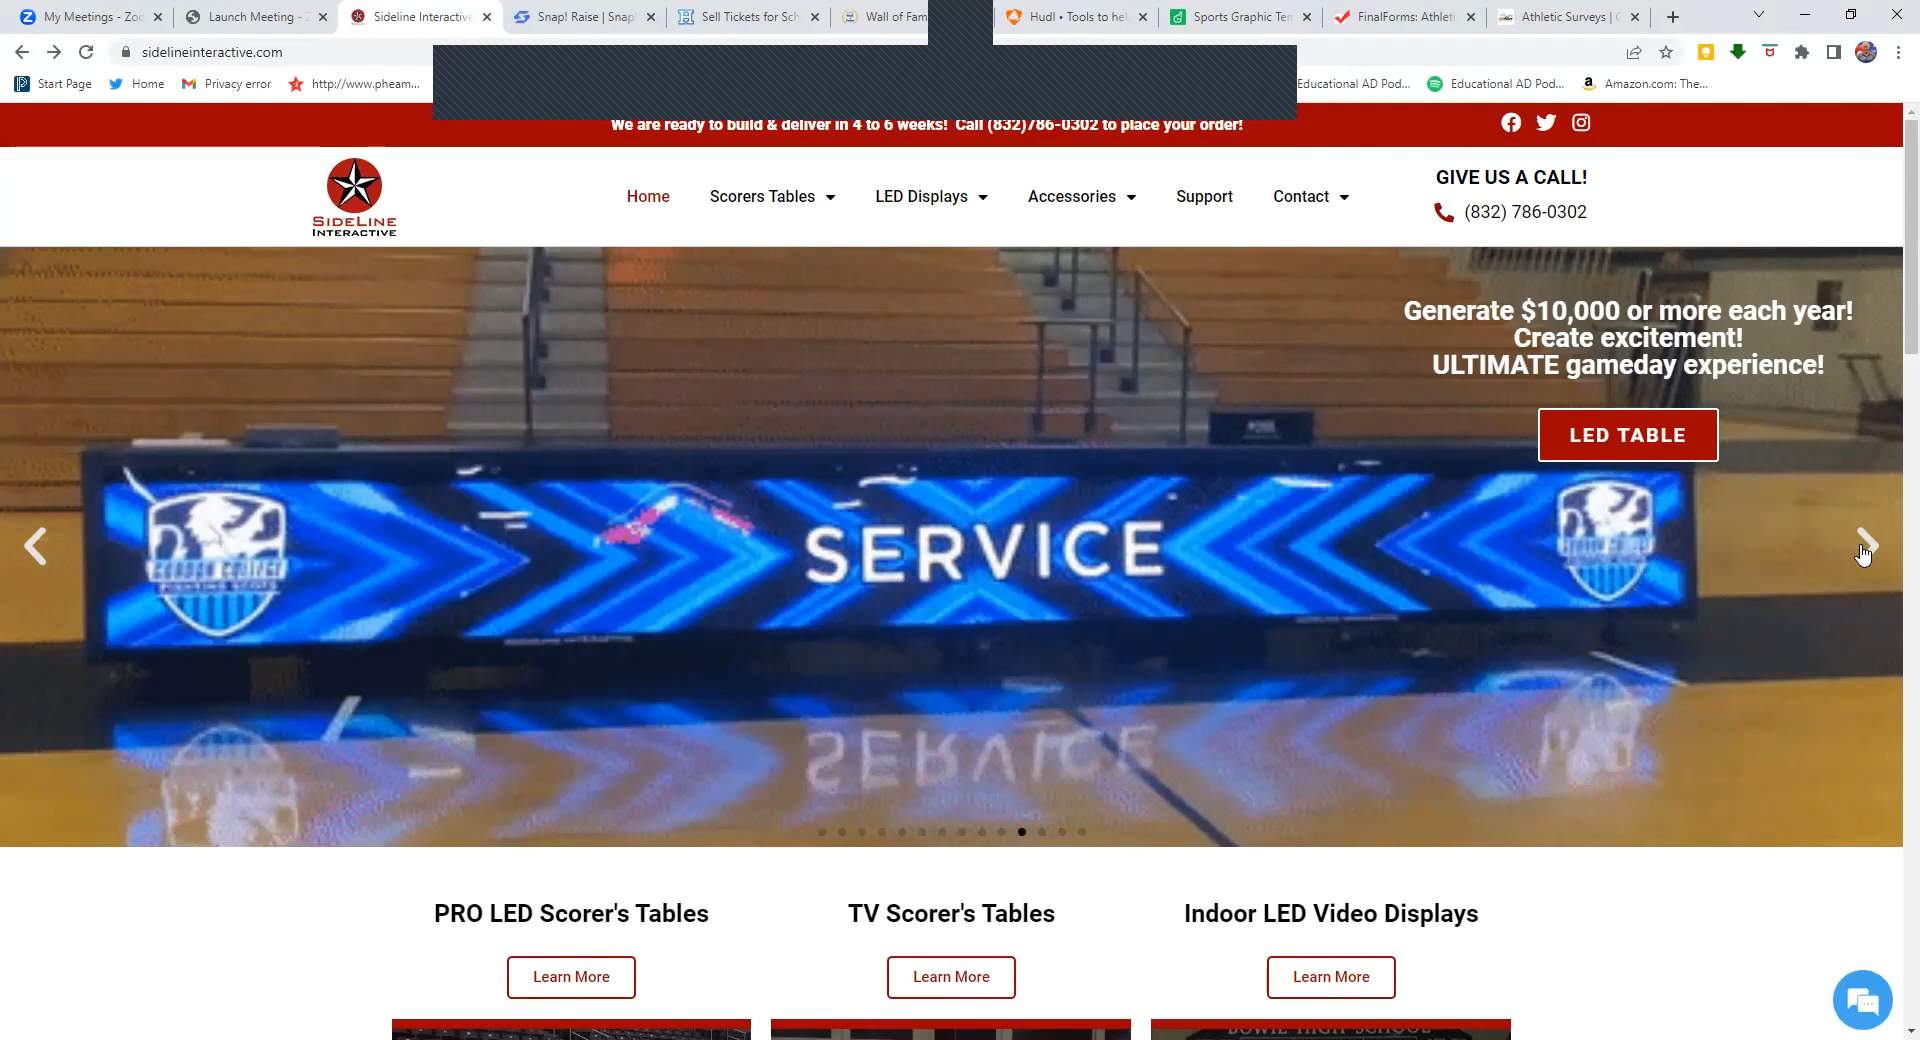 My Meetings - Zoo
Launch Meeting - Z
Sideline Interactive
Snap! Raise | Snap
Sell Tickets for Sch
Wall of Fam
Hudl • Tools to he
Sports Graphic Tem
FinalForms: Athlet
Athletic Surveys |
sidelineinteractive.com
Start Page
Home
Privacy error
http://www.pheam...
Educational AD Pod...
Educational AD Pod...
Amazon.com: The...
We are ready to build & deliver in 4 to 6 weeks! Call (832)786-0302 to place your order!
SIDELINE
INTERACTIVE
Home
Scorers Tables
LED Displays
Accessories
Support
Contact
GIVE US A CALL!
(832) 786-0302
Generate $10,000 or more each year!
Create excitement!
ULTIMATE gameday experience!
LED TABLE
SERVICE
PRO LED Scorer's Tables
TV Scorer's Tables
Indoor LED Video Displays
Learn More
Learn More
Learn More
BOWIE HIGH SCHOOL